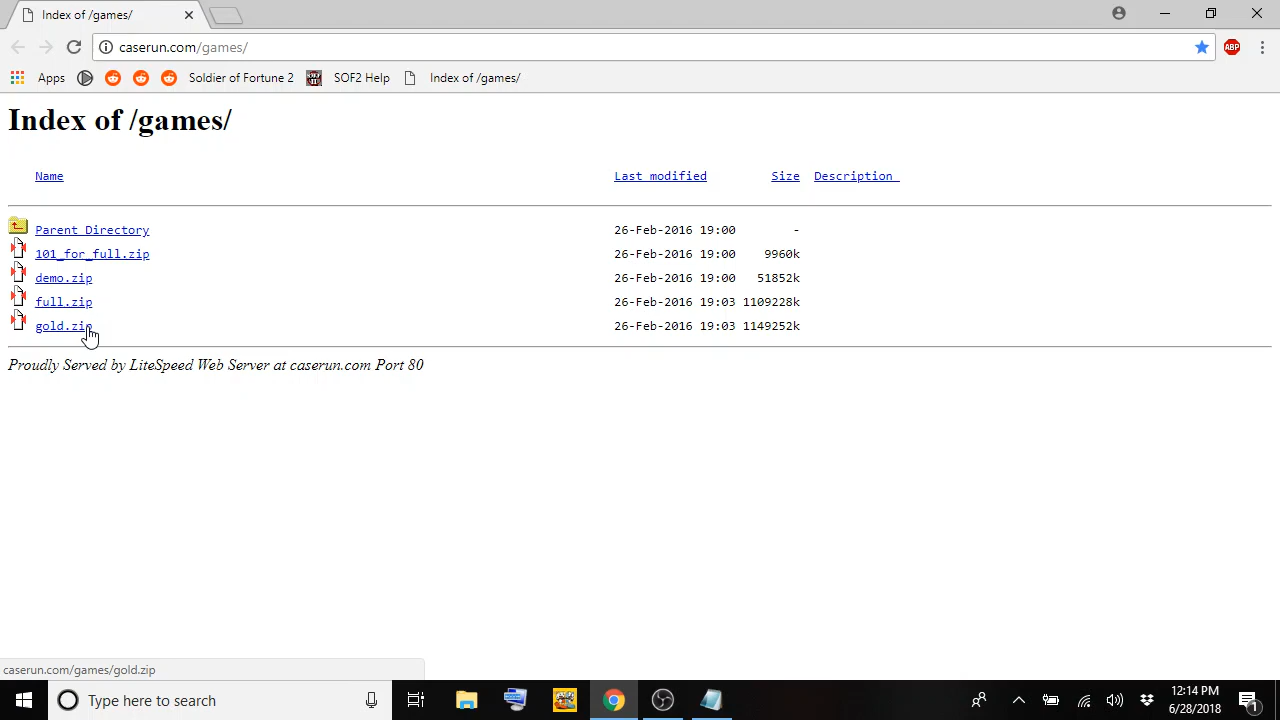 Index of /games/
caserun.com/games/
ABP
Apps
Soldier of Fortune 2
SOF2 Help
Index of /games/
Index of /games/
Name Last modified Size Description
Parent Directory 26-Feb-2016 19:00 -
101_for_full.zip 26-Feb-2016 19:00 9960k
demo.zip 26-Feb-2016 19:00 51852k
full.zip 26-Feb-2016 19:03 1109228k
gold.zip 26-Feb-2016 19:03 1149252k
Proudly Served by LiteSpeed Web Server at caserun.com Port 80
caserun.com/games/gold.zip
Type here to search
12:14 PM
6/28/2018
1